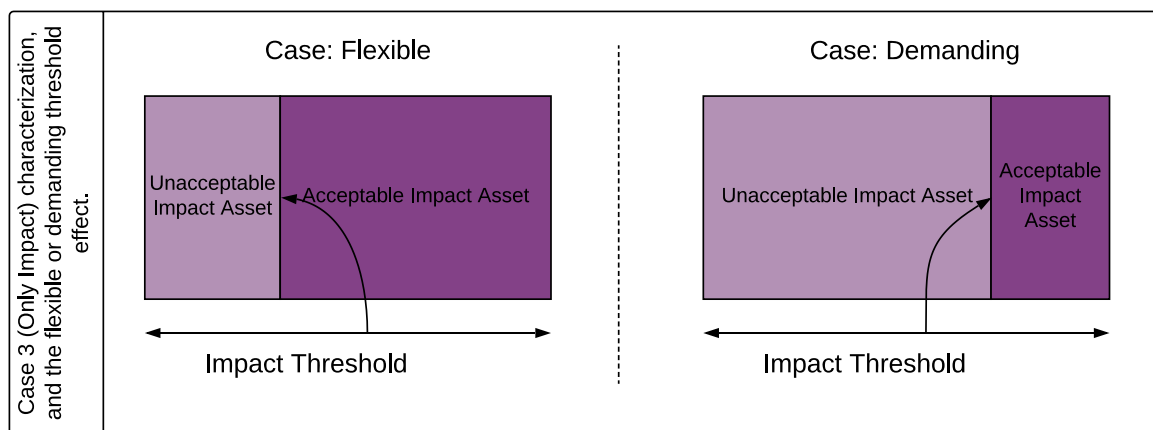 Case 3 (Only Impact) characterization,
and the flexible or demanding threshold
effect.
Case: Flexible
Unacceptable
Impact Asset
Acceptable Impact Asset
Impact Threshold
Case: Demanding
Unacceptable Impact Asset
Acceptable
Impact
Asset
Impact Threshold